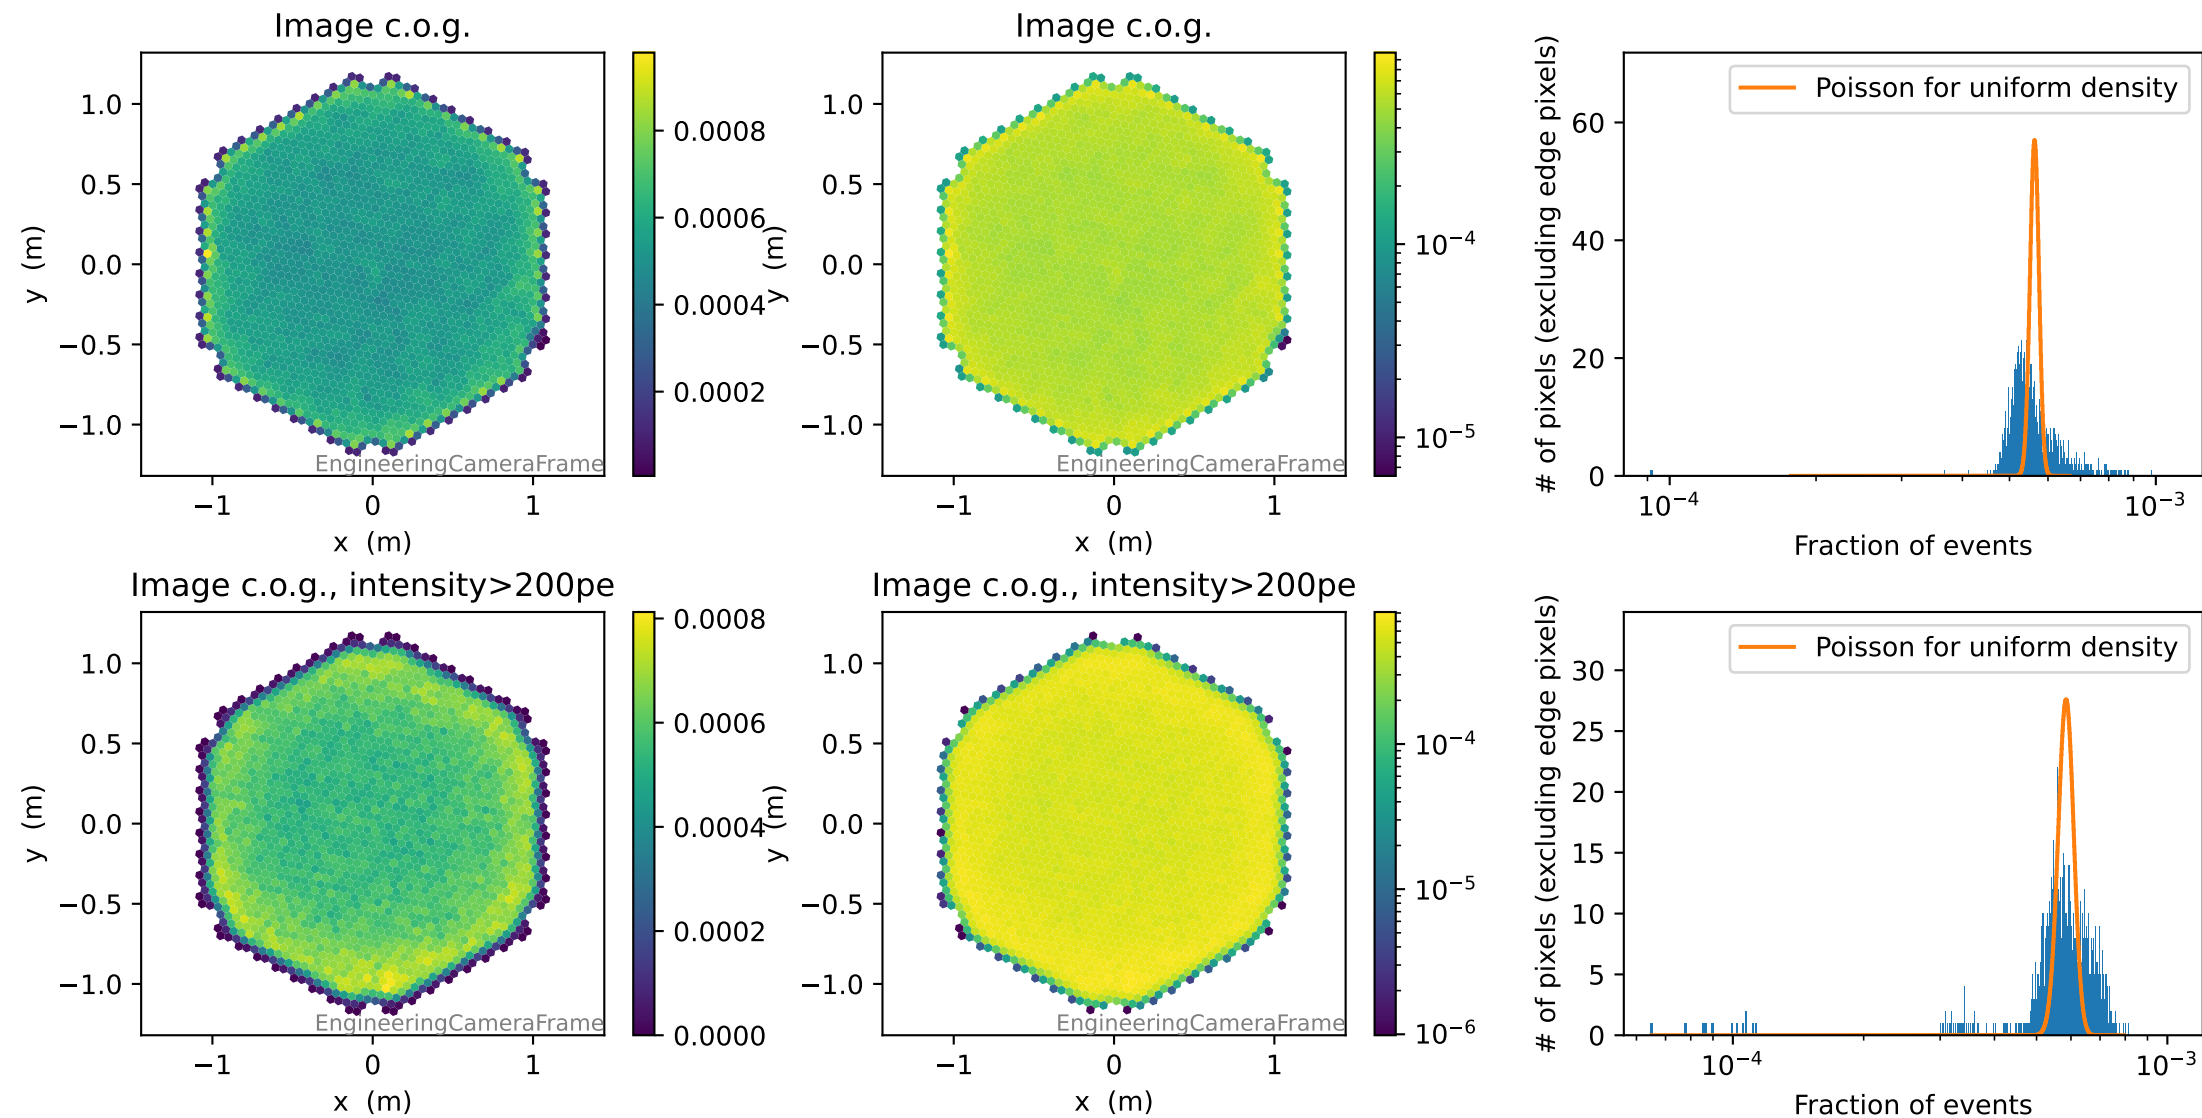 Image c.o.g.
1.0
0.5
0.0
−0.5
−1.0
y (m)
−1
0
1
x (m)
EngineeringCameraFrame
0.0008
0.0006
0.0004
0.0002
Image c.o.g.
1.0
0.5
0.0
−0.5
−1.0
y (m)
−1
0
1
x (m)
EngineeringCameraFrame
10−4
10−5
# of pixels (excluding edge pixels)
60
40
20
0
Poisson for uniform density
10−4
10−3
Fraction of events
Image c.o.g., intensity>200pe
1.0
0.5
0.0
−0.5
−1.0
y (m)
−1
0
1
x (m)
EngineeringCameraFrame
0.0008
0.0006
0.0004
0.0002
0.0000
Image c.o.g., intensity>200pe
1.0
0.5
0.0
−0.5
−1.0
y (m)
−1
0
1
x (m)
EngineeringCameraFrame
10−4
10−5
10−6
# of pixels (excluding edge pixels)
30
25
20
15
10
5
0
Poisson for uniform density
10−4
10−3
Fraction of events